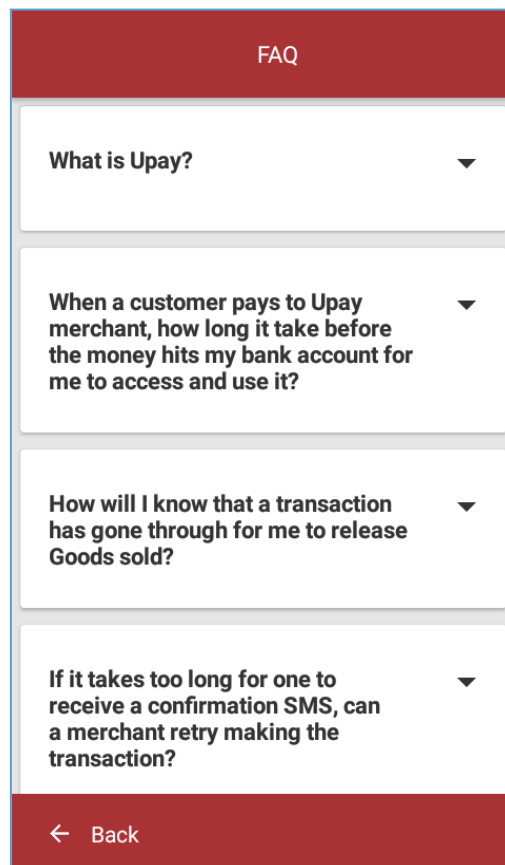 FAQ
What is Upay?
When a customer pays to Upay
merchant, how long it take before
the money hits my bank account for
me to access and use it?
How will I know that a transaction
has gone through for me to release
Goods sold?
If it takes too long for one to
receive a confirmation SMS, can
a merchant retry making the
transaction?
Back